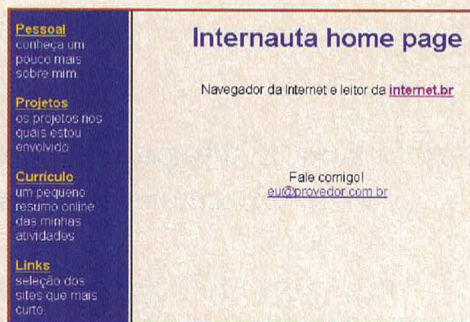 Pessoal
conheça um
pouco mais
sobre mim.
Projetos
os projetos nos
quais estou
envolvido
Currículo
um pequeno
resumo online
das minhas
atividades
Links
seleção dos
sites que mais
curto.
Internauta home page
Navegador da Internet e leitor da internet.br
Fale comigo!
eu@provedor.com.br